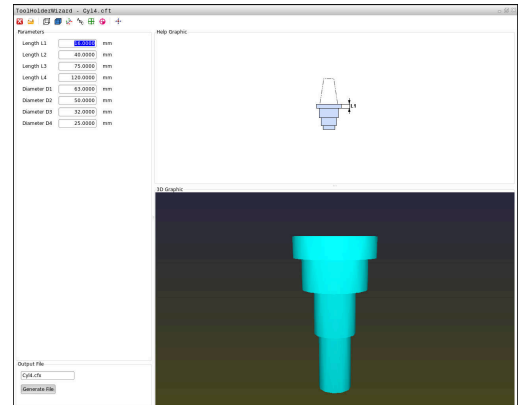 ToolHolderWizard - Cyl4.cft
Parameters
Length L1 mm
Length L2 40.0000 mm
Length L3 75.0000 mm
Length L4 120.0000 mm
Diameter D1 63.0000 mm
Diameter D2 50.0000 mm
Diameter D3 32.0000 mm
Diameter D4 25.0000 mm
Help Graphic
L1
3D Graphic
Output File
Cyl4.cfx
Generate File